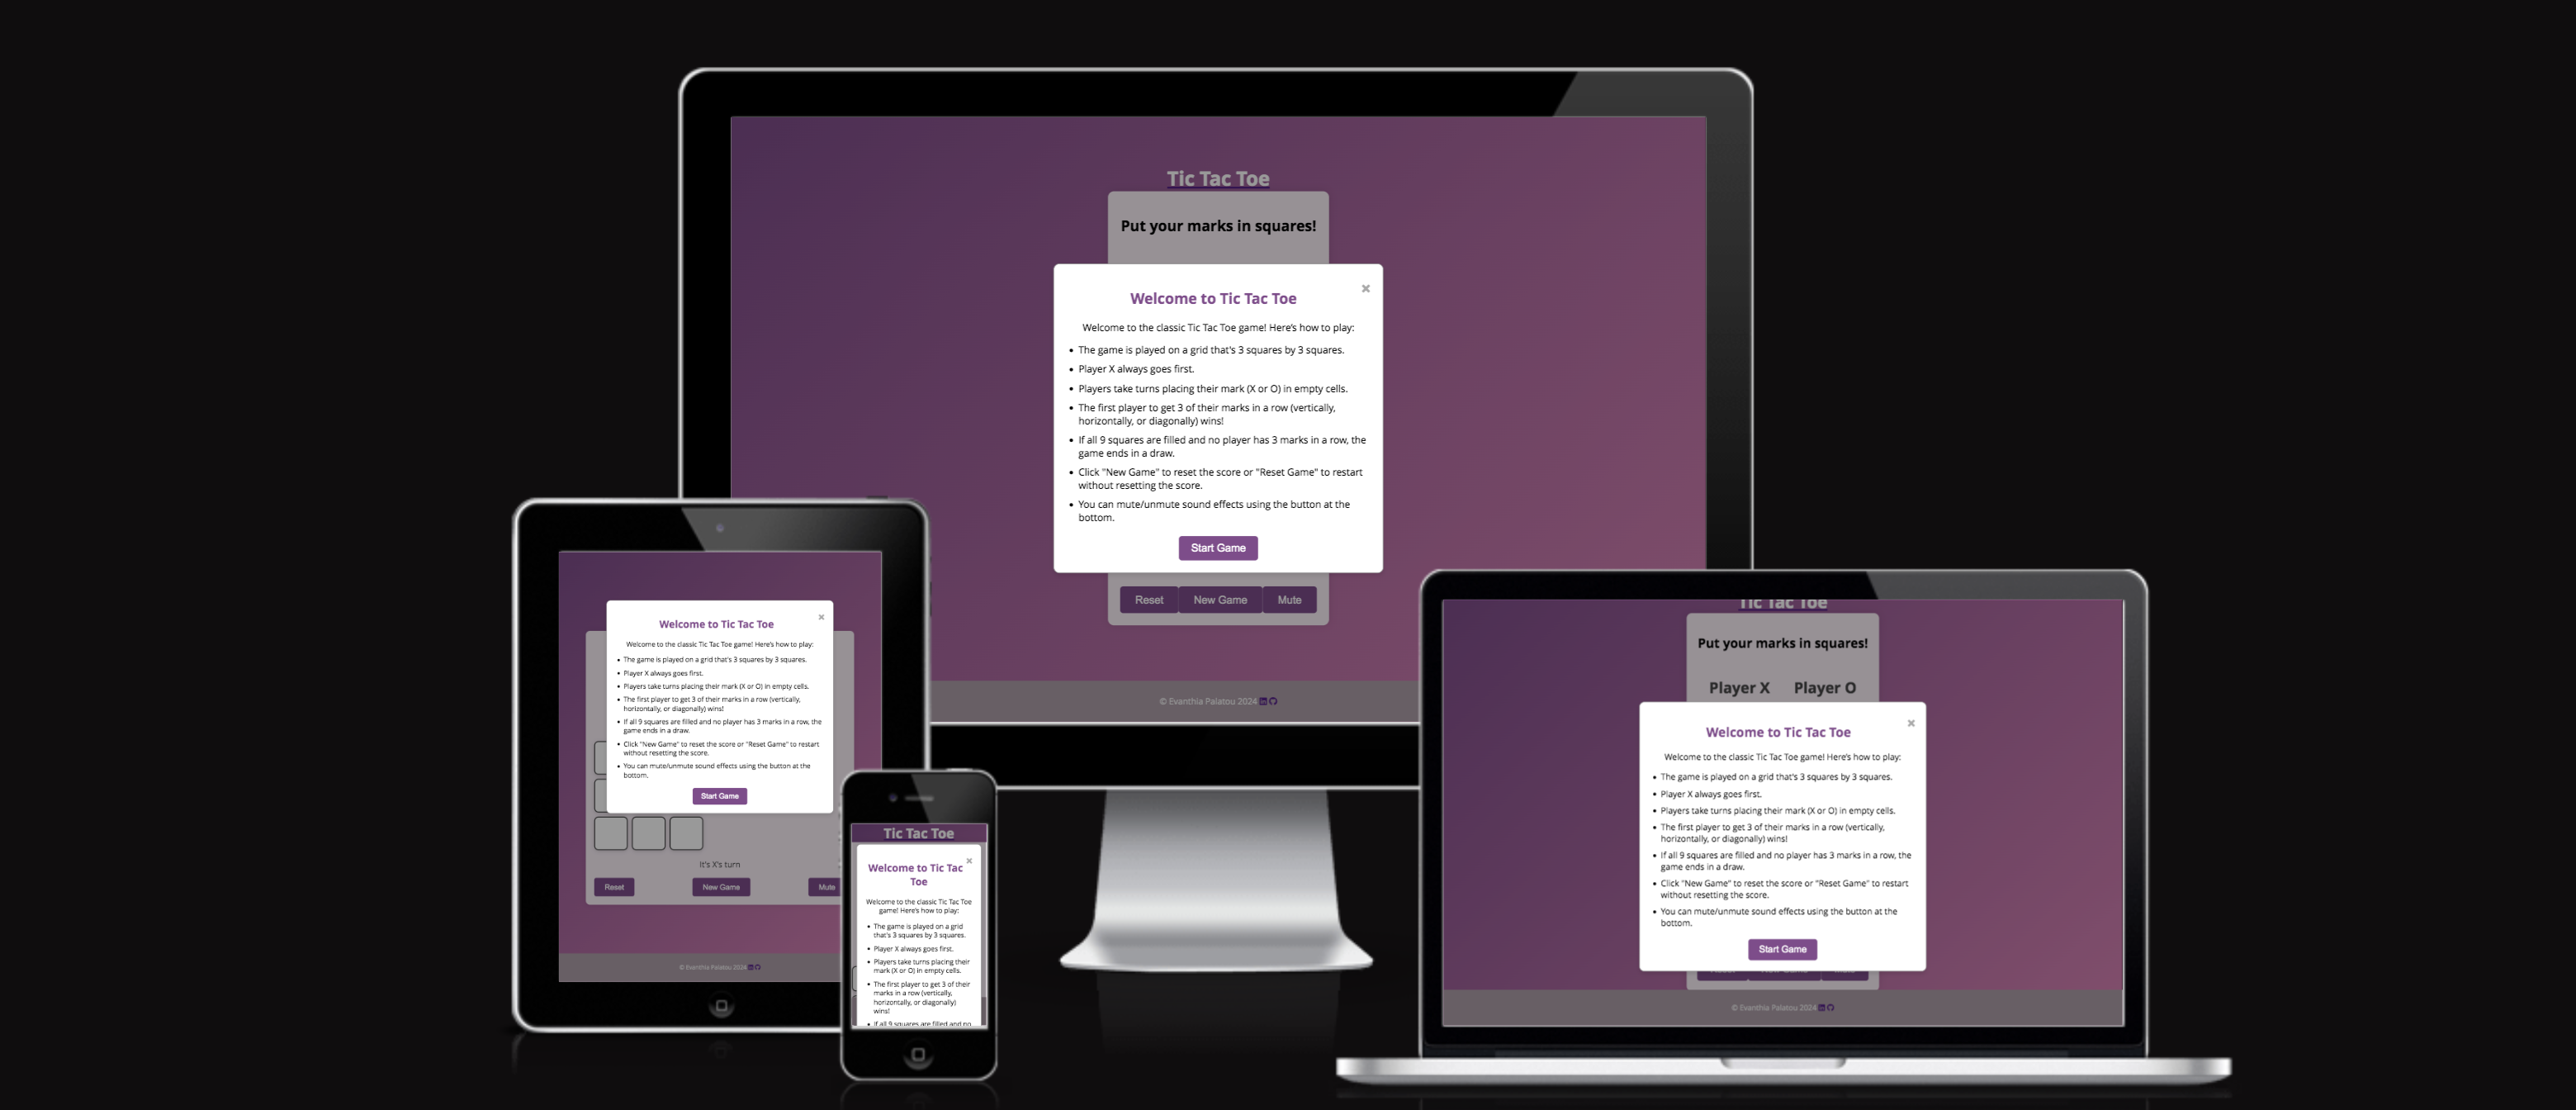 Tic Tac Toe
Put your marks in squares!
×
Welcome to Tic Tac Toe
Welcome to the classic Tic Tac Toe game! Here's how to play:
• The game is played on a grid that's 3 squares by 3 squares.
• Player X always goes first.
• Players take turns placing their mark (X or O) in empty cells.
• The first player to get 3 of their marks in a row (vertically,
horizontally, or diagonally) wins!
• If all 9 squares are filled and no player has 3 marks in a row, the
game ends in a draw.
• Click "New Game" to reset the score or "Reset Game" to restart
without resetting the score.
• You can mute/unmute sound effects using the button at the
bottom.
Start Game
Reset New Game Mute
© Evanthia Palatou 2024
×
Welcome to Tic Tac Toe
Welcome to the classic Tic Tac Toe game! Here's how to play:
• The game is played on a grid that's 3 squares by 3 squares.
• Player X always goes first.
• Players take turns placing their mark (X or O) in empty cells.
• The first player to get 3 of their marks in a row (vertically,
horizontally, or diagonally) wins!
• If all 9 squares are filled and no player has 3 marks in a row, the
game ends in a draw.
• Click "New Game" to reset the score or "Reset Game" to restart
without resetting the score.
• You can mute/unmute sound effects using the button at the
bottom.
Start Game
It's X's turn
Reset New Game Mute
© Evanthia Palatou 2024
Tic Tac Toe
×
Welcome to Tic Tac
Toe
Welcome to the classic Tic Tac Toe
game! Here's how to play:
• The game is played on a grid
that's 3 squares by 3 squares.
• Player X always goes first.
• Players take turns placing their
mark (X or O) in empty cells.
• The first player to get 3 of their
marks in a row (vertically,
horizontally, or diagonally)
wins!
• If all 9 squares are filled and no
Tic Tac Toe
Put your marks in squares!
Player X Player O
×
Welcome to Tic Tac Toe
Welcome to the classic Tic Tac Toe game! Here's how to play:
• The game is played on a grid that's 3 squares by 3 squares.
• Player X always goes first.
• Players take turns placing their mark (X or O) in empty cells.
• The first player to get 3 of their marks in a row (vertically,
horizontally, or diagonally) wins!
• If all 9 squares are filled and no player has 3 marks in a row, the
game ends in a draw.
• Click "New Game" to reset the score or "Reset Game" to restart
without resetting the score.
• You can mute/unmute sound effects using the button at the
bottom.
Start Game
© Evanthia Palatou 2024